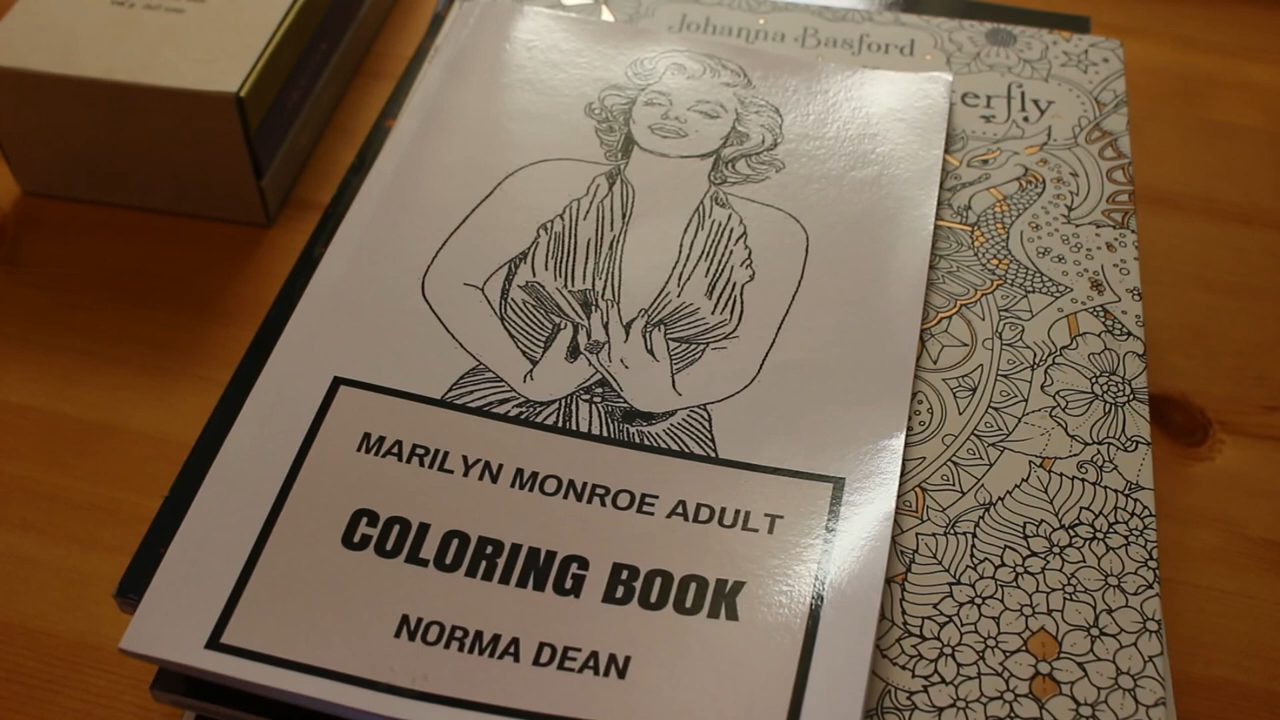 Johanna Basford
erfly
MARILYN MONROE ADULT
COLORING BOOK
NORMA DEAN